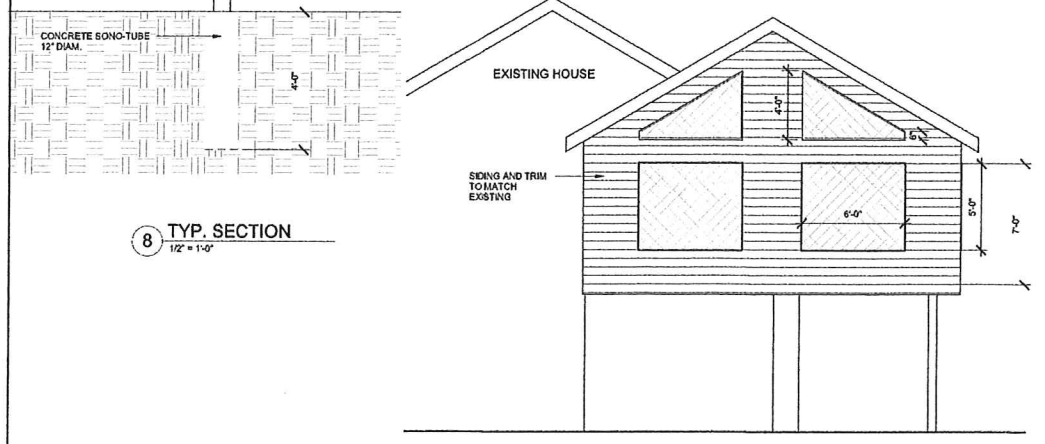 CONCRETE SONO-TUBE
12" DIAM.
4'-0"
8
TYP. SECTION
1/2" = 1'-0"
EXISTING HOUSE
4'-0"
6"
SIDING AND TRIM
TO MATCH
EXISTING
6'-0"
5'-0"
7'-0"